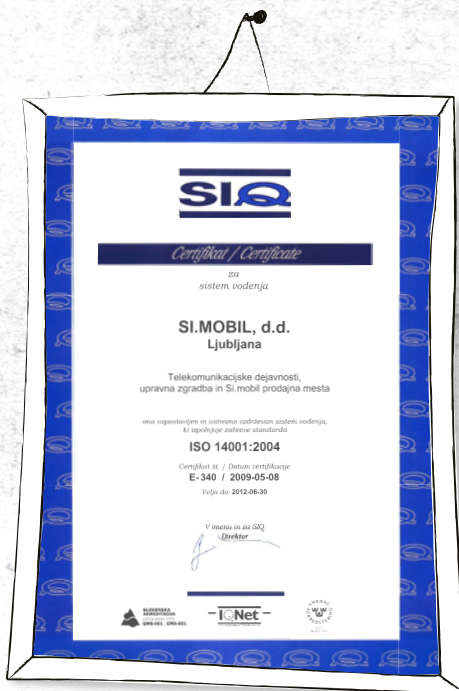 SIQ
Certifikat / Certificate
za
sistem vodenja
SI.MOBIL, d.d.
Ljubljana
Telekomunikacijske dejavnosti,
upravna zgradba in Si.mobil prodajna mesta
ima vzpostavljen in ustrezno vzdrževan sistem vodenja,
ki izpolnjuje zahteve standarda
ISO 14001:2004
Certifikat št. / Datum certifikacije
E-340 / 2009-05-08
Velja do 2012-06-30
V imenu in za SIQ
Direktor
SLOVENSKA
AKREDITACIJA
IQNet